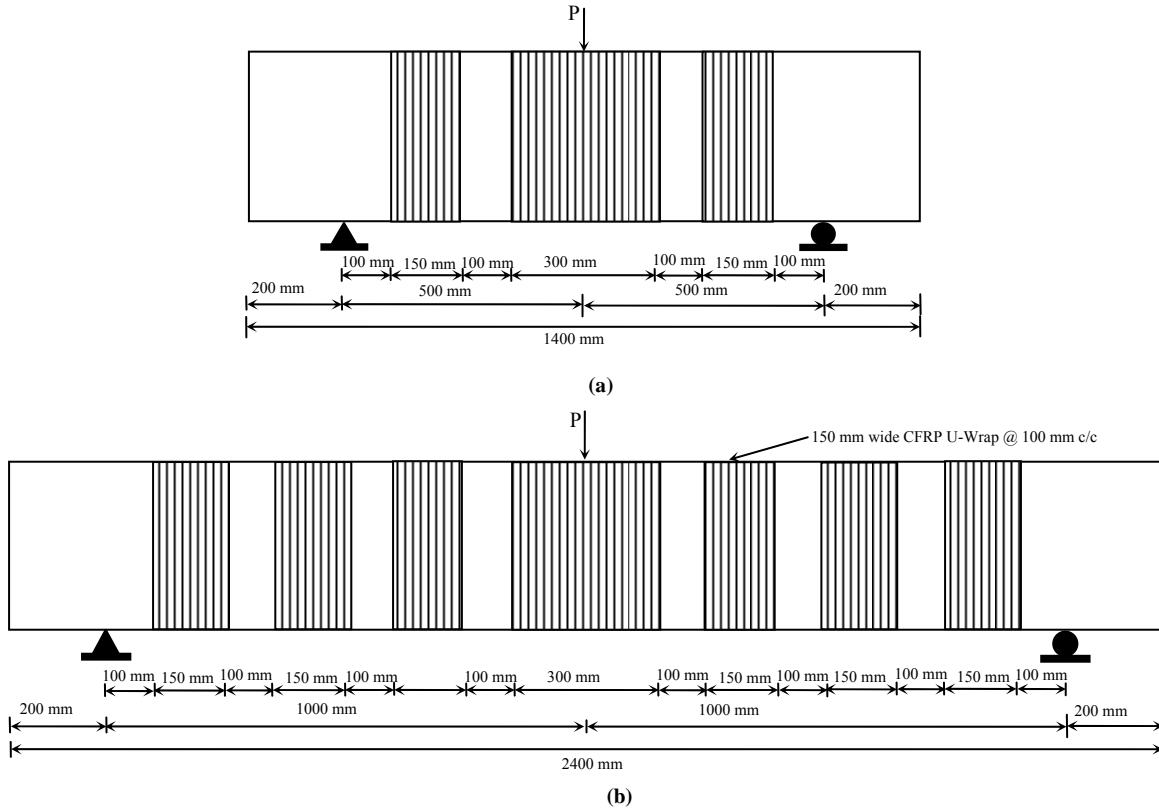 P
100 mm 150 mm 100 mm 300 mm 100 mm 150 mm 100 mm
200 mm 500 mm 500 mm 200 mm
1400 mm
(a)
P
150 mm wide CFRP U-Wrap @ 100 mm c/c
100 mm 150 mm 100 mm 150 mm 100 mm 100 mm 300 mm 100 mm 150 mm 100 mm 150 mm 100 mm 150 mm 100 mm
200 mm 1000 mm 1000 mm 200 mm
2400 mm
(b)